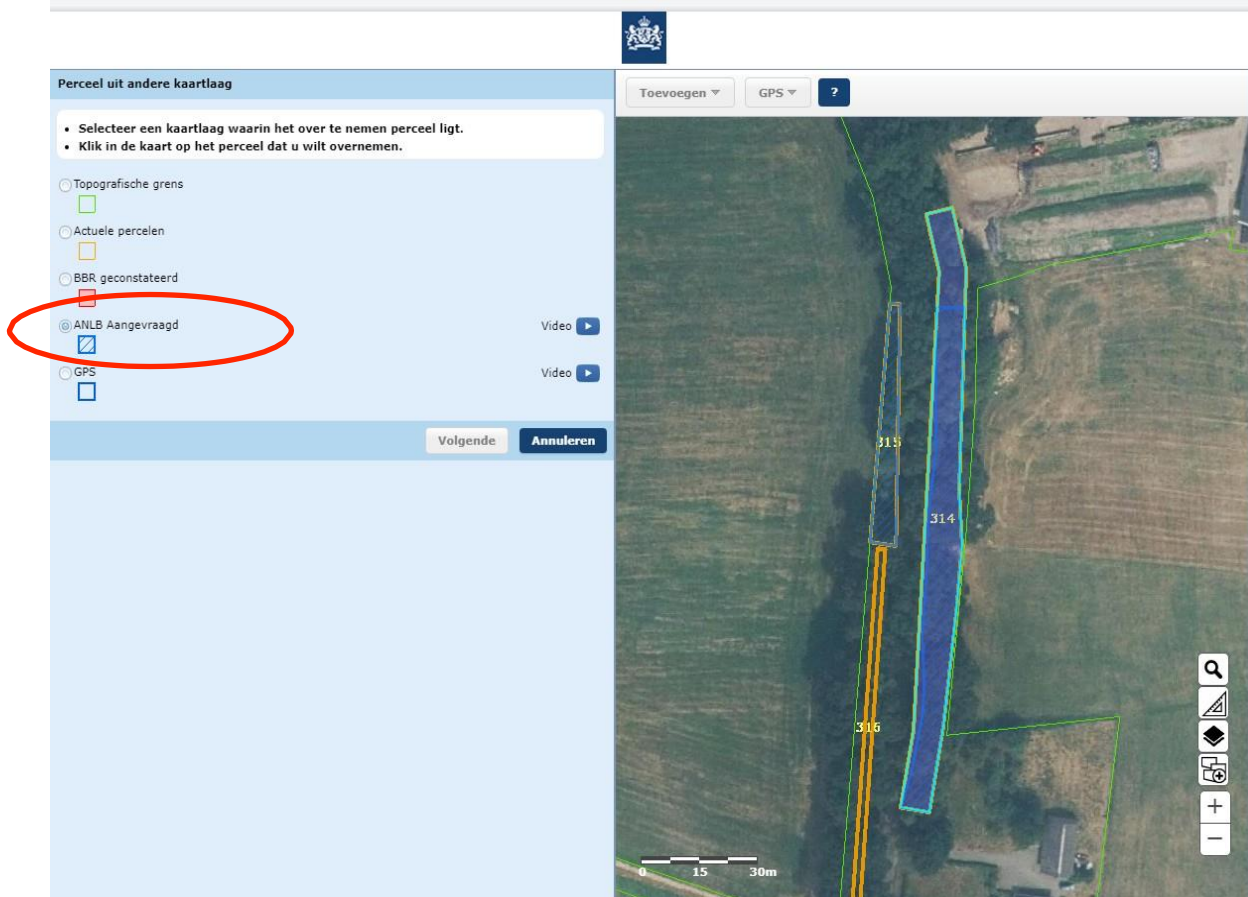 Perceel uit andere kaartlaag
• Selecteer een kaartlaag waarin het over te nemen perceel ligt.
• Klik in de kaart op het perceel dat u wilt overnemen.
Topografische grens
Actuele percelen
BBR geconstateerd
ANLB Aangevraagd
Video
GPS
Video
Volgende
Annuleren
Toevoegen
GPS
?
315
314
316
0 15 30m